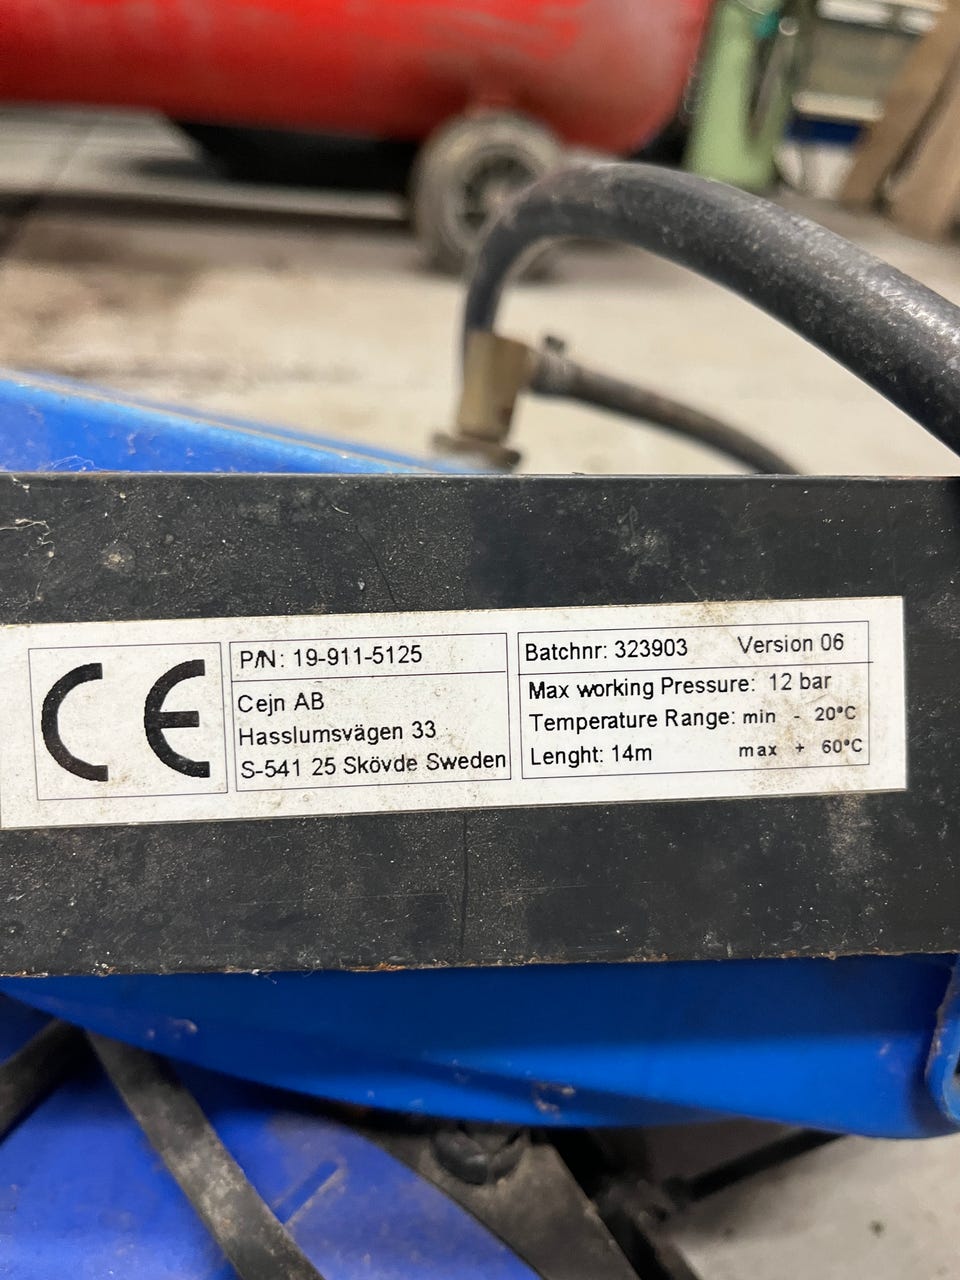 CE
P/N: 19-911-5125
Cejn AB
Hasslumsvägen 33
S-541 25 Skövde Sweden
Batchnr: 323903 Version 06
Max working Pressure: 12 bar
Temperature Range: min - 20°C
Lenght: 14m max + 60°C